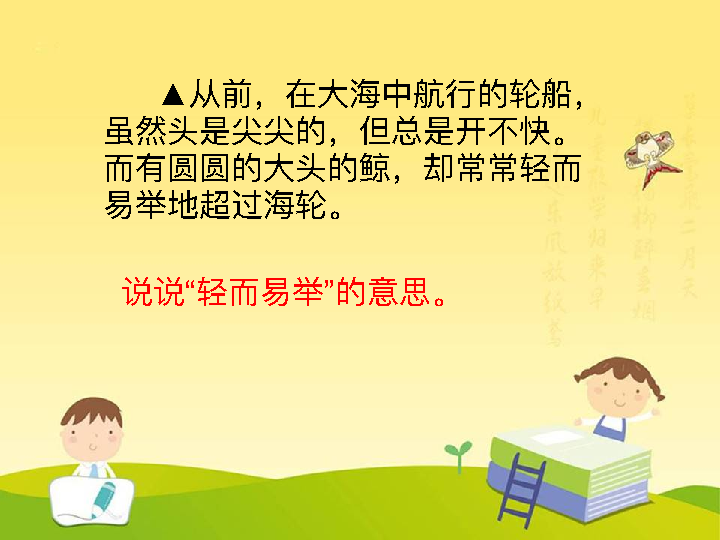 ▲从前，在大海中航行的轮船，
虽然头是尖尖的，但总是开不快。
而有圆圆的大头的鲸，却常常轻而
易举地超过海轮。
说说“轻而易举”的意思。